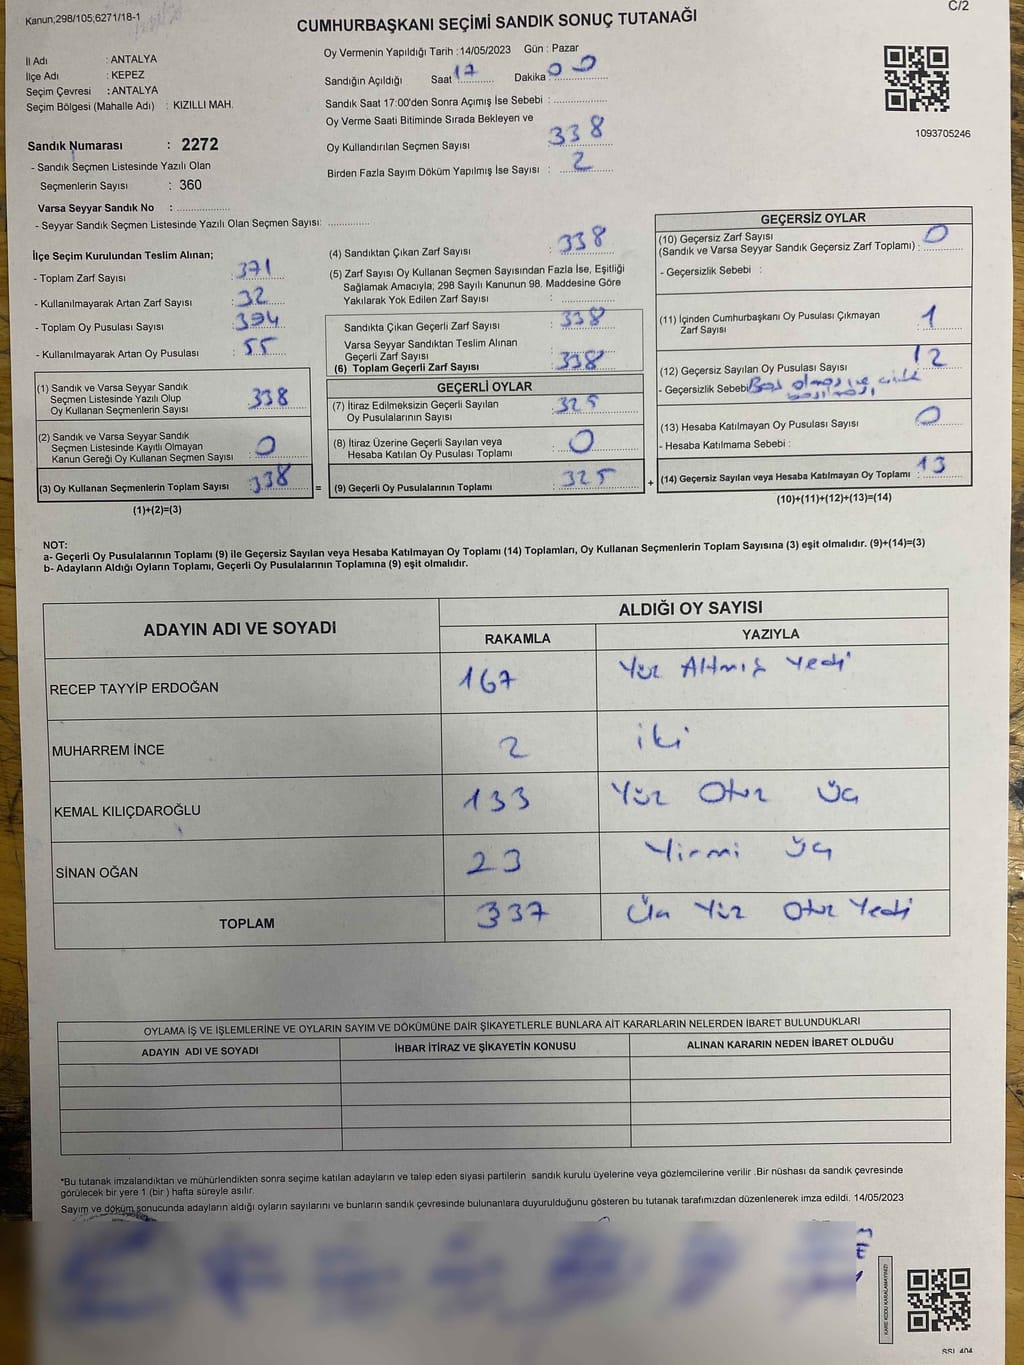 Kanun;298/105;6271/18-1
C/2
CUMHURBAŞKANI SEÇİMİ SANDIK SONUÇ TUTANAĞI
İl Adı : ANTALYA
İlçe Adı : KEPEZ
Seçim Çevresi : ANTALYA
Seçim Bölgesi (Mahalle Adı) : KIZILLI MAH.
Sandık Numarası : 2272
- Sandık Seçmen Listesinde Yazılı Olan
Seçmenlerin Sayısı : 360
Varsa Seyyar Sandık No : ..............
- Seyyar Sandık Seçmen Listesinde Yazılı Olan Seçmen Sayısı: ..............
Oy Vermenin Yapıldığı Tarih :14/05/2023 Gün : Pazar
Sandığın Açıldığı Saat 17 Dakika 00
Sandık Saat 17:00'den Sonra Açımış İse Sebebi : ..............
Oy Verme Saati Bitiminde Sırada Bekleyen ve
Oy Kullandırılan Seçmen Sayısı 338
Birden Fazla Sayım Döküm Yapılmış İse Sayısı : 2
1093705246
İlçe Seçim Kurulundan Teslim Alınan;
- Toplam Zarf Sayısı : 371
- Kullanılmayarak Artan Zarf Sayısı : 32
- Toplam Oy Pusulası Sayısı : 394
- Kullanılmayarak Artan Oy Pusulası : 55
(1) Sandık ve Varsa Seyyar Sandık
Seçmen Listesinde Yazılı Olup
Oy Kullanan Seçmenlerin Sayısı : 338
(2) Sandık ve Varsa Seyyar Sandık
Seçmen Listesinde Kayıtlı Olmayan
Kanun Gereği Oy Kullanan Seçmen Sayısı : 0
(3) Oy Kullanan Seçmenlerin Toplam Sayısı : 338
(1)+(2)=(3)
=
(4) Sandıktan Çıkan Zarf Sayısı : 338
(5) Zarf Sayısı Oy Kullanan Seçmen Sayısından Fazla İse, Eşitliği
Sağlamak Amacıyla; 298 Sayılı Kanunun 98. Maddesine Göre
Yakılarak Yok Edilen Zarf Sayısı : ..............
Sandıkta Çıkan Geçerli Zarf Sayısı : 338
Varsa Seyyar Sandıktan Teslim Alınan
Geçerli Zarf Sayısı
(6) Toplam Geçerli Zarf Sayısı : 338
GEÇERLİ OYLAR
(7) İtiraz Edilmeksizin Geçerli Sayılan
Oy Pusulalarının Sayısı : 325
(8) İtiraz Üzerine Geçerli Sayılan veya
Hesaba Katılan Oy Pusulası Toplamı : 0
(9) Geçerli Oy Pusulalarının Toplamı : 325
+
GEÇERSİZ OYLAR
(10) Geçersiz Zarf Sayısı
(Sandık ve Varsa Seyyar Sandık Geçersiz Zarf Toplamı) : 0
- Geçersizlik Sebebi :
(11) İçinden Cumhurbaşkanı Oy Pusulası Çıkmayan
Zarf Sayısı : 1
(12) Geçersiz Sayılan Oy Pusulası Sayısı : 12
- Geçersizlik Sebebi Boş olması ve
(13) Hesaba Katılmayan Oy Pusulası Sayısı : 0
- Hesaba Katılmama Sebebi :
(14) Geçersiz Sayılan veya Hesaba Katılmayan Oy Toplamı : 13
(10)+(11)+(12)+(13)=(14)
NOT:
a- Geçerli Oy Pusulalarının Toplamı (9) ile Geçersiz Sayılan veya Hesaba Katılmayan Oy Toplamı (14) Toplamları, Oy Kullanan Seçmenlerin Toplam Sayısına (3) eşit olmalıdır. (9)+(14)=(3)
b- Adayların Aldığı Oyların Toplamı, Geçerli Oy Pusulalarının Toplamına (9) eşit olmalıdır.
ADAYIN ADI VE SOYADI ALDIĞI OY SAYISI
RAKAMLA YAZIYLA
RECEP TAYYİP ERDOĞAN 167 Yüz Altmış Yedi
MUHARREM İNCE 2 iki
KEMAL KILIÇDAROĞLU 133 Yüz Otuz Üç
SİNAN OĞAN 23 Yirmi Üç
TOPLAM 337 Üç Yüz Otuz Yedi
OYLAMA İŞ VE İŞLEMLERİNE VE OYLARIN SAYIM VE DÖKÜMÜNE DAİR ŞİKAYETLERLE BUNLARA AİT KARARLARIN NELERDEN İBARET BULUNDUKLARI
ADAYIN ADI VE SOYADI İHBAR İTİRAZ VE ŞİKAYETİN KONUSU ALINAN KARARIN NEDEN İBARET OLDUĞU
*Bu tutanak imzalandıktan ve mühürlendikten sonra seçime katılan adayların ve talep eden siyasi partilerin sandık kurulu üyelerine veya gözlemcilerine verilir .Bir nüshası da sandık çevresinde
görülecek bir yere 1 (bir ) hafta süreyle asılır.
Sayım ve döküm sonucunda adayların aldığı oyların sayılarını ve bunların sandık çevresinde bulunanlara duyurulduğunu gösteren bu tutanak tarafımızdan düzenlenerek imza edildi. 14/05/2023
KARE KODU KARALAMAYINIZ!